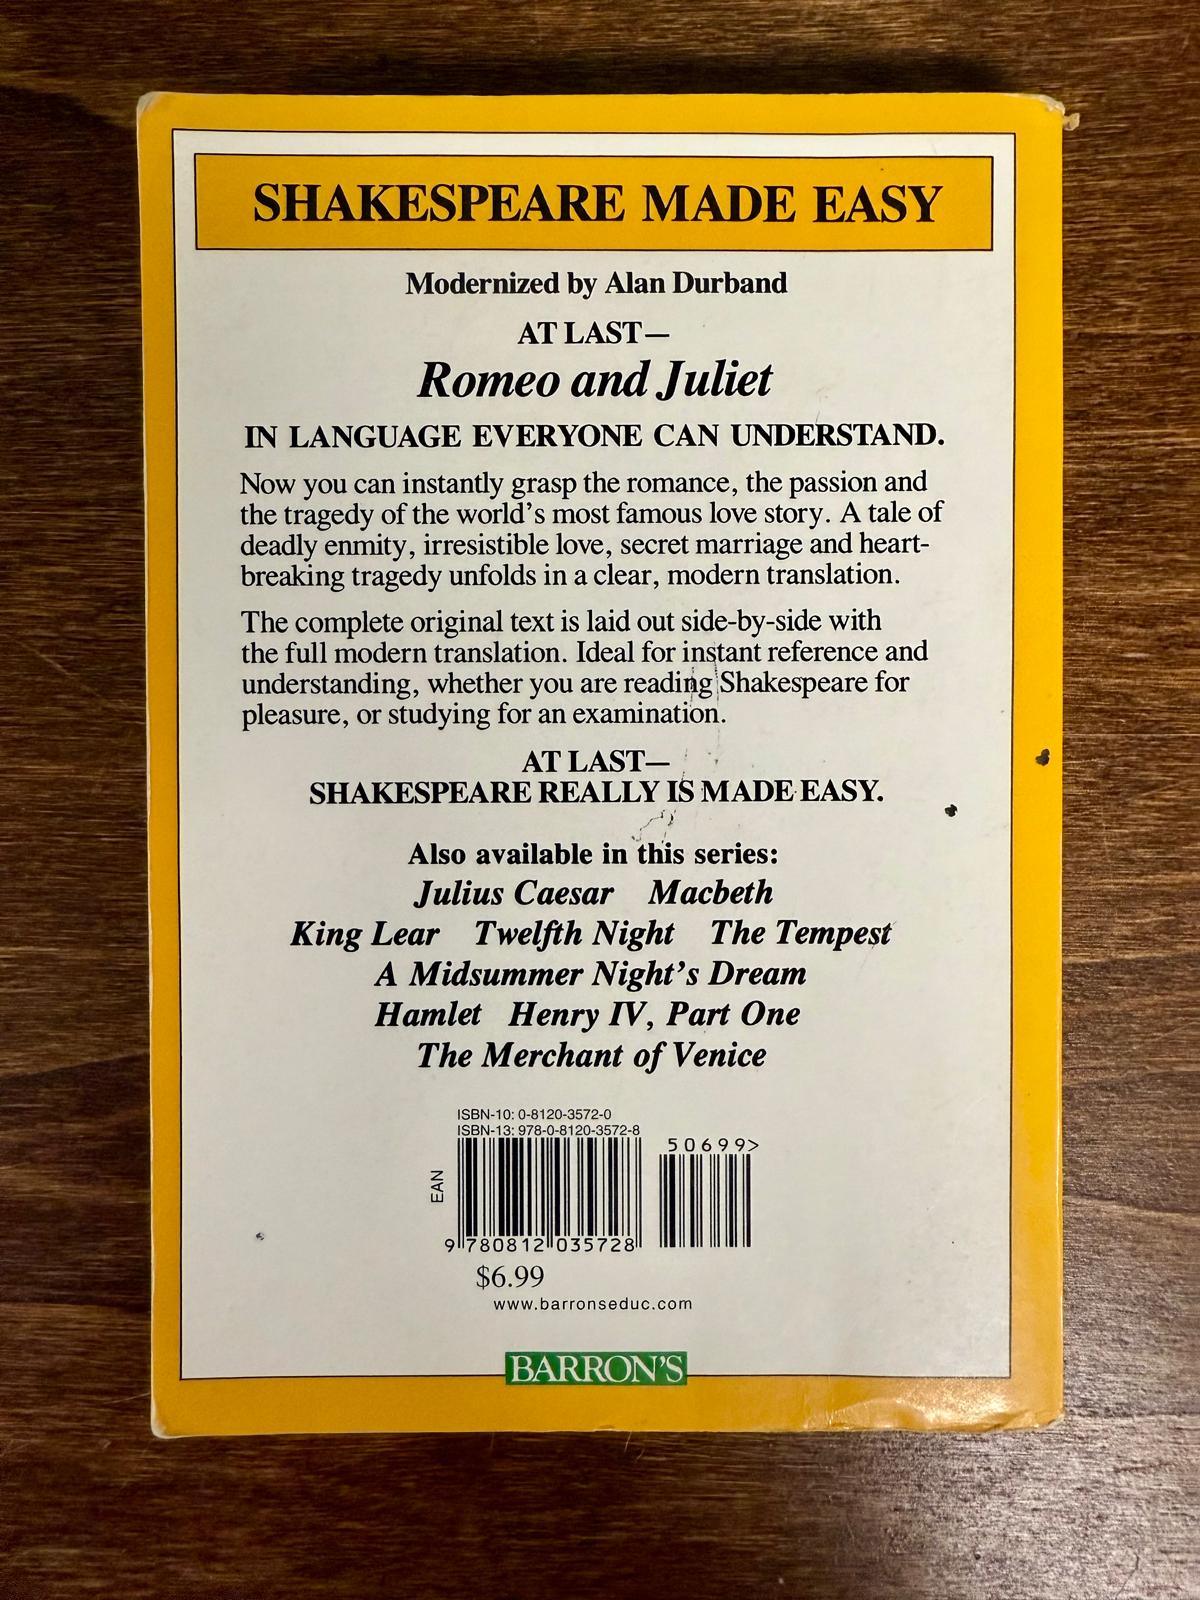 SHAKESPEARE MADE EASY
Modernized by Alan Durband
AT LAST—
Romeo and Juliet
IN LANGUAGE EVERYONE CAN UNDERSTAND.
Now you can instantly grasp the romance, the passion and
the tragedy of the world's most famous love story. A tale of
deadly enmity, irresistible love, secret marriage and heart-
breaking tragedy unfolds in a clear, modern translation.
The complete original text is laid out side-by-side with
the full modern translation. Ideal for instant reference and
understanding, whether you are reading Shakespeare for
pleasure, or studying for an examination.
AT LAST—
SHAKESPEARE REALLY IS MADE EASY.
Also available in this series:
Julius Caesar Macbeth
King Lear Twelfth Night The Tempest
A Midsummer Night's Dream
Hamlet Henry IV, Part One
The Merchant of Venice
ISBN-10: 0-8120-3572-0
ISBN-13: 978-0-8120-3572-8
50699>
EAN
9 780812 035728
$6.99
www.barronseduc.com
BARRON'S